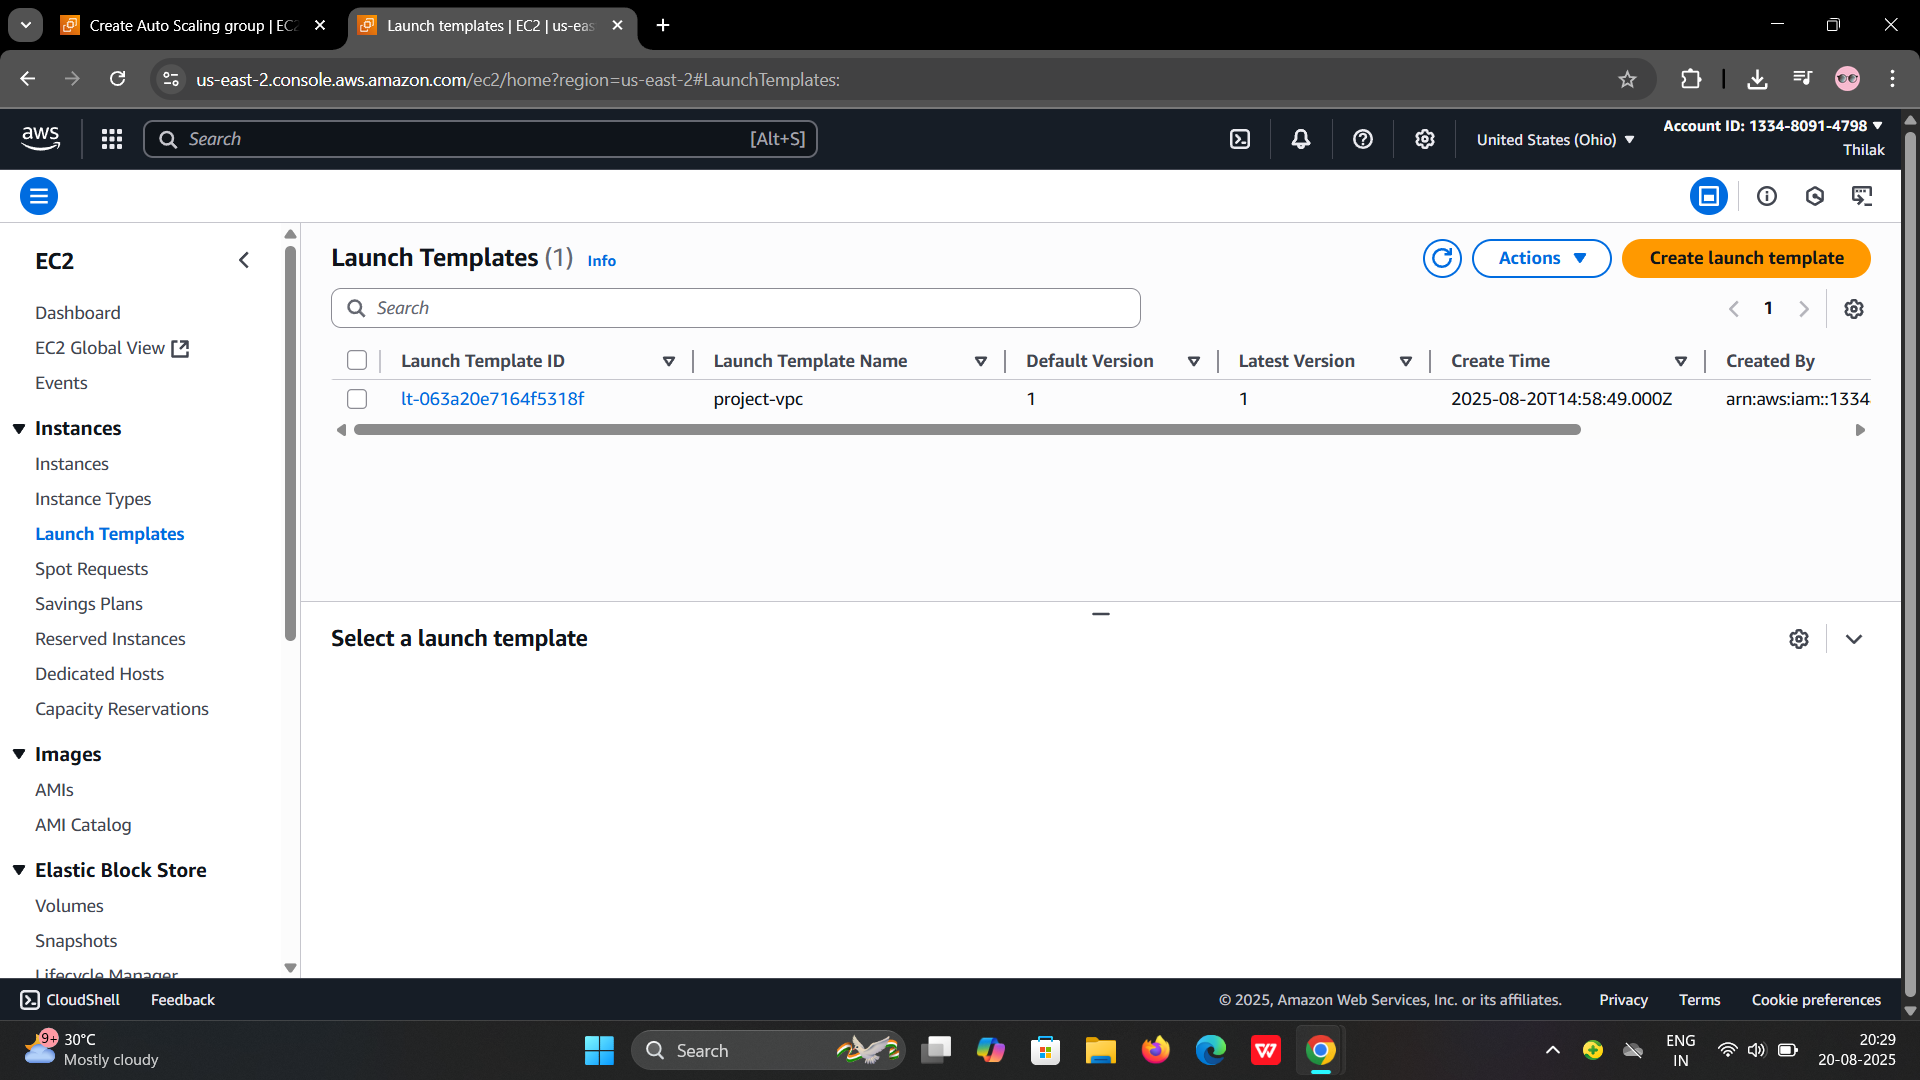 Create Auto Scaling group | EC2
Launch templates | EC2 | us-eas
us-east-2.console.aws.amazon.com/ec2/home?region=us-east-2#LaunchTemplates:
aws
Search
[Alt+S]
United States (Ohio)
Account ID: 1334-8091-4798
Thilak
EC2
Dashboard
EC2 Global View
Events
Instances
Instances
Instance Types
Launch Templates
Spot Requests
Savings Plans
Reserved Instances
Dedicated Hosts
Capacity Reservations
Images
AMIs
AMI Catalog
Elastic Block Store
Volumes
Snapshots
Lifecycle Manager
Launch Templates (1) Info
Actions
Create launch template
Search
1
Launch Template ID Launch Template Name Default Version Latest Version Create Time Created By
lt-063a20e7164f5318f project-vpc 1 1 2025-08-20T14:58:49.000Z arn:aws:iam::1334
Select a launch template
CloudShell Feedback
© 2025, Amazon Web Services, Inc. or its affiliates. Privacy Terms Cookie preferences
9+
30°C
Mostly cloudy
Search
ENG
IN
20:29
20-08-2025